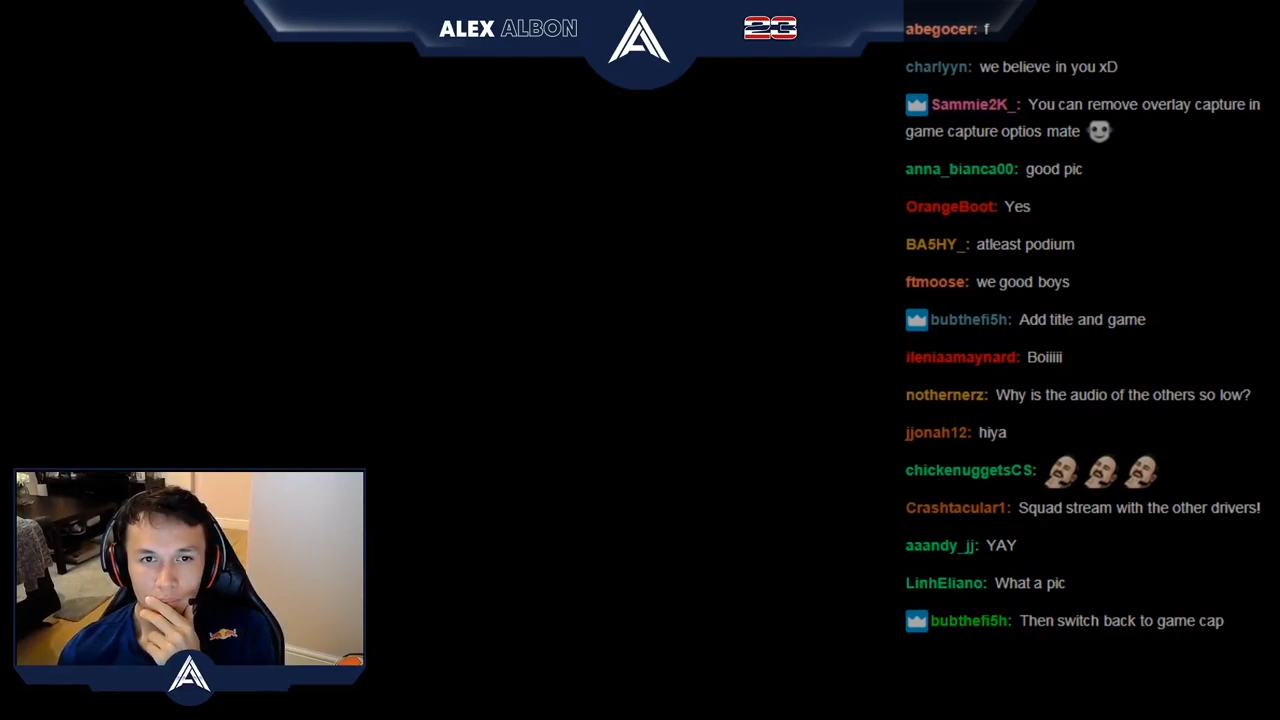 ALEX ALBON
23
abegocer: f
charlyyn: we believe in you xD
Sammie2K_: You can remove overlay capture in
game capture optios mate
anna_bianca00: good pic
OrangeBoot: Yes
BA5HY_: atleast podium
ftmoose: we good boys
bubthefi5h: Add title and game
ileniaamaynard: Boiiiii
nothernerz: Why is the audio of the others so low?
jjonah12: hiya
chickenuggetsCS:
Crashtacular1: Squad stream with the other drivers!
aaandy_jj: YAY
LinhEliano: What a pic
bubthefi5h: Then switch back to game cap